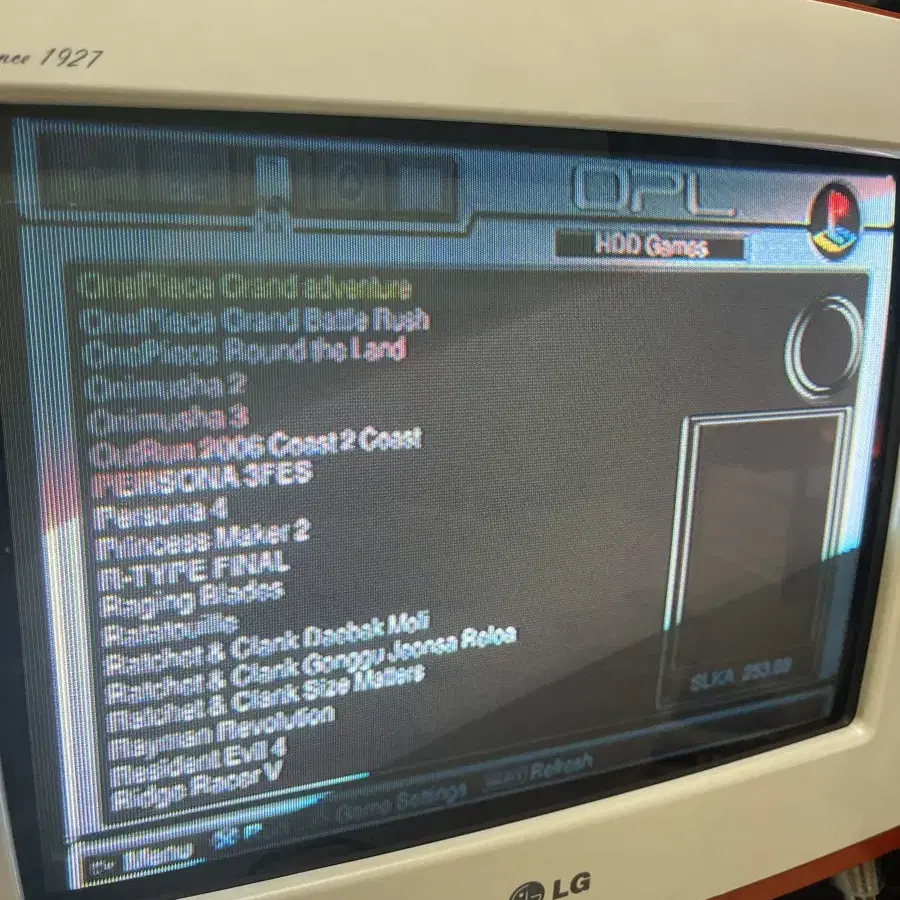 nce 1927
OPL
HDD Games
OnePiece Grand adventure
OnePiece Grand Battle Rush
OnePiece Round the Land
Onimusha 2
Onimusha 3
OutRun 2006 Coast 2 Coast
PERSONA 3FES
Persona 4
Princess Maker 2
R-TYPE FINAL
Raging Blades
Ratatouille
Ratchet & Clank Daebak Moli
Ratchet & Clank Gonggu Jeonsa Reloa
Ratchet & Clank Size Matters
Rayman Revolution
Resident Evil 4
Ridge Racer V
SLKA
Game Settings
Refresh
Menu
LG